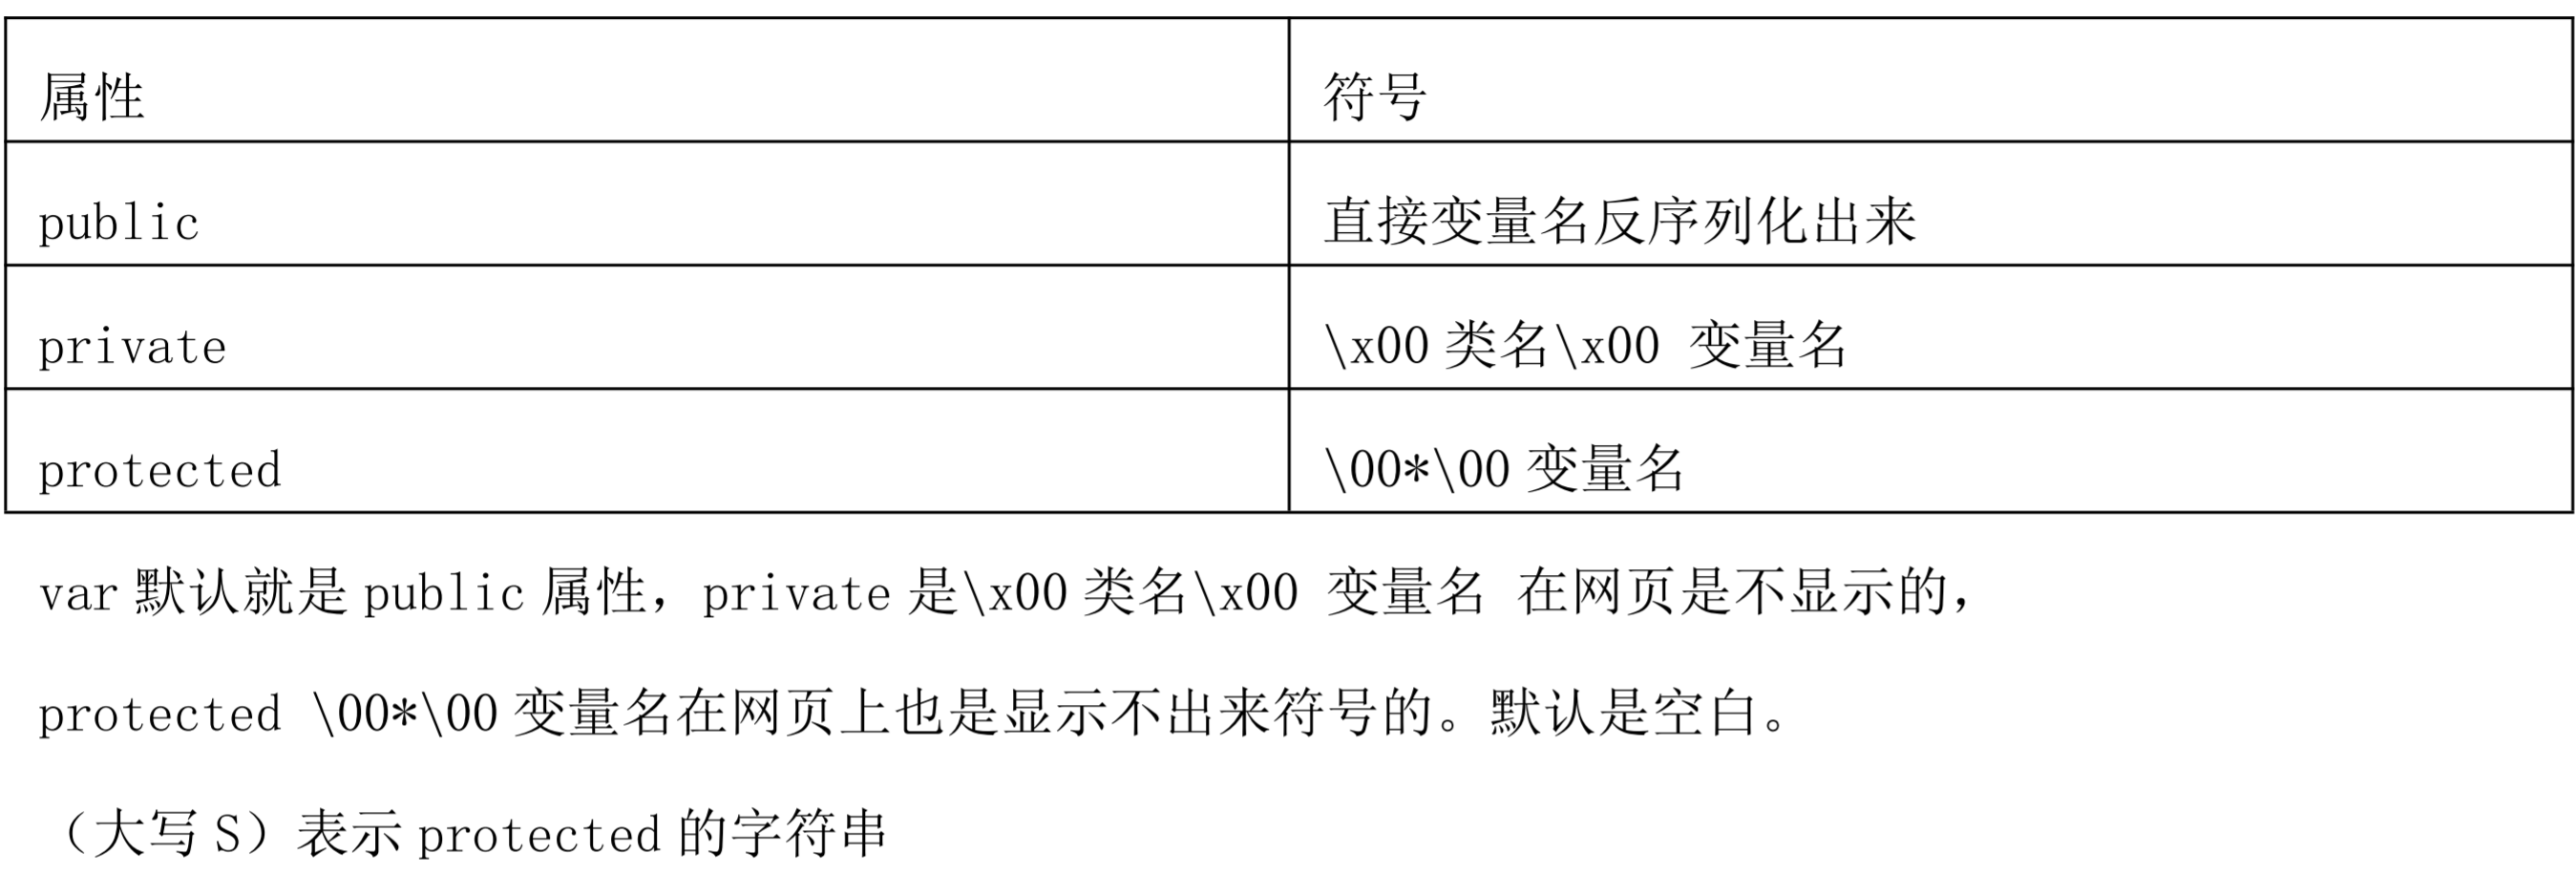 属性 符号
public 直接变量名反序列化出来
private \x00 类名\x00 变量名
protected \00*\00 变量名
var 默认就是 public 属性，private 是\x00 类名\x00 变量名 在网页是不显示的，
protected \00*\00 变量名在网页上也是显示不出来符号的。默认是空白。
（大写 S）表示 protected 的字符串